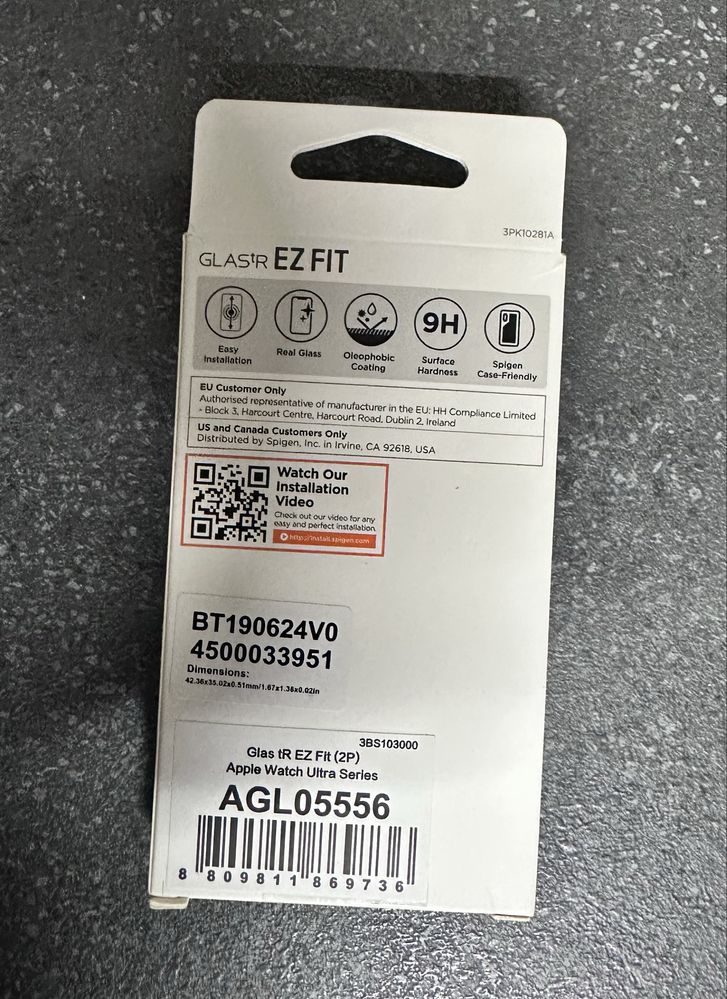 3PK10281A
GLAStR EZ FIT
9H
Easy
Installation
Real Glass
Oleophobic
Coating
Surface
Hardness
Spigen
Case-Friendly
EU Customer Only
Authorised representative of manufacturer in the EU: HH Compliance Limited
- Block 3, Harcourt Centre, Harcourt Road, Dublin 2, Ireland
US and Canada Customers Only
Distributed by Spigen, Inc. in Irvine, CA 92618, USA
Watch Our
Installation
Video
Check out our video for any
easy and perfect installation.
http://install.spigen.com
BT190624V0
4500033951
Dimensions:
42.36x35.02x0.51mm/1.67x1.38x0.02in
3BS103000
Glas tR EZ Fit (2P)
Apple Watch Ultra Series
AGL05556
8 809811 869736